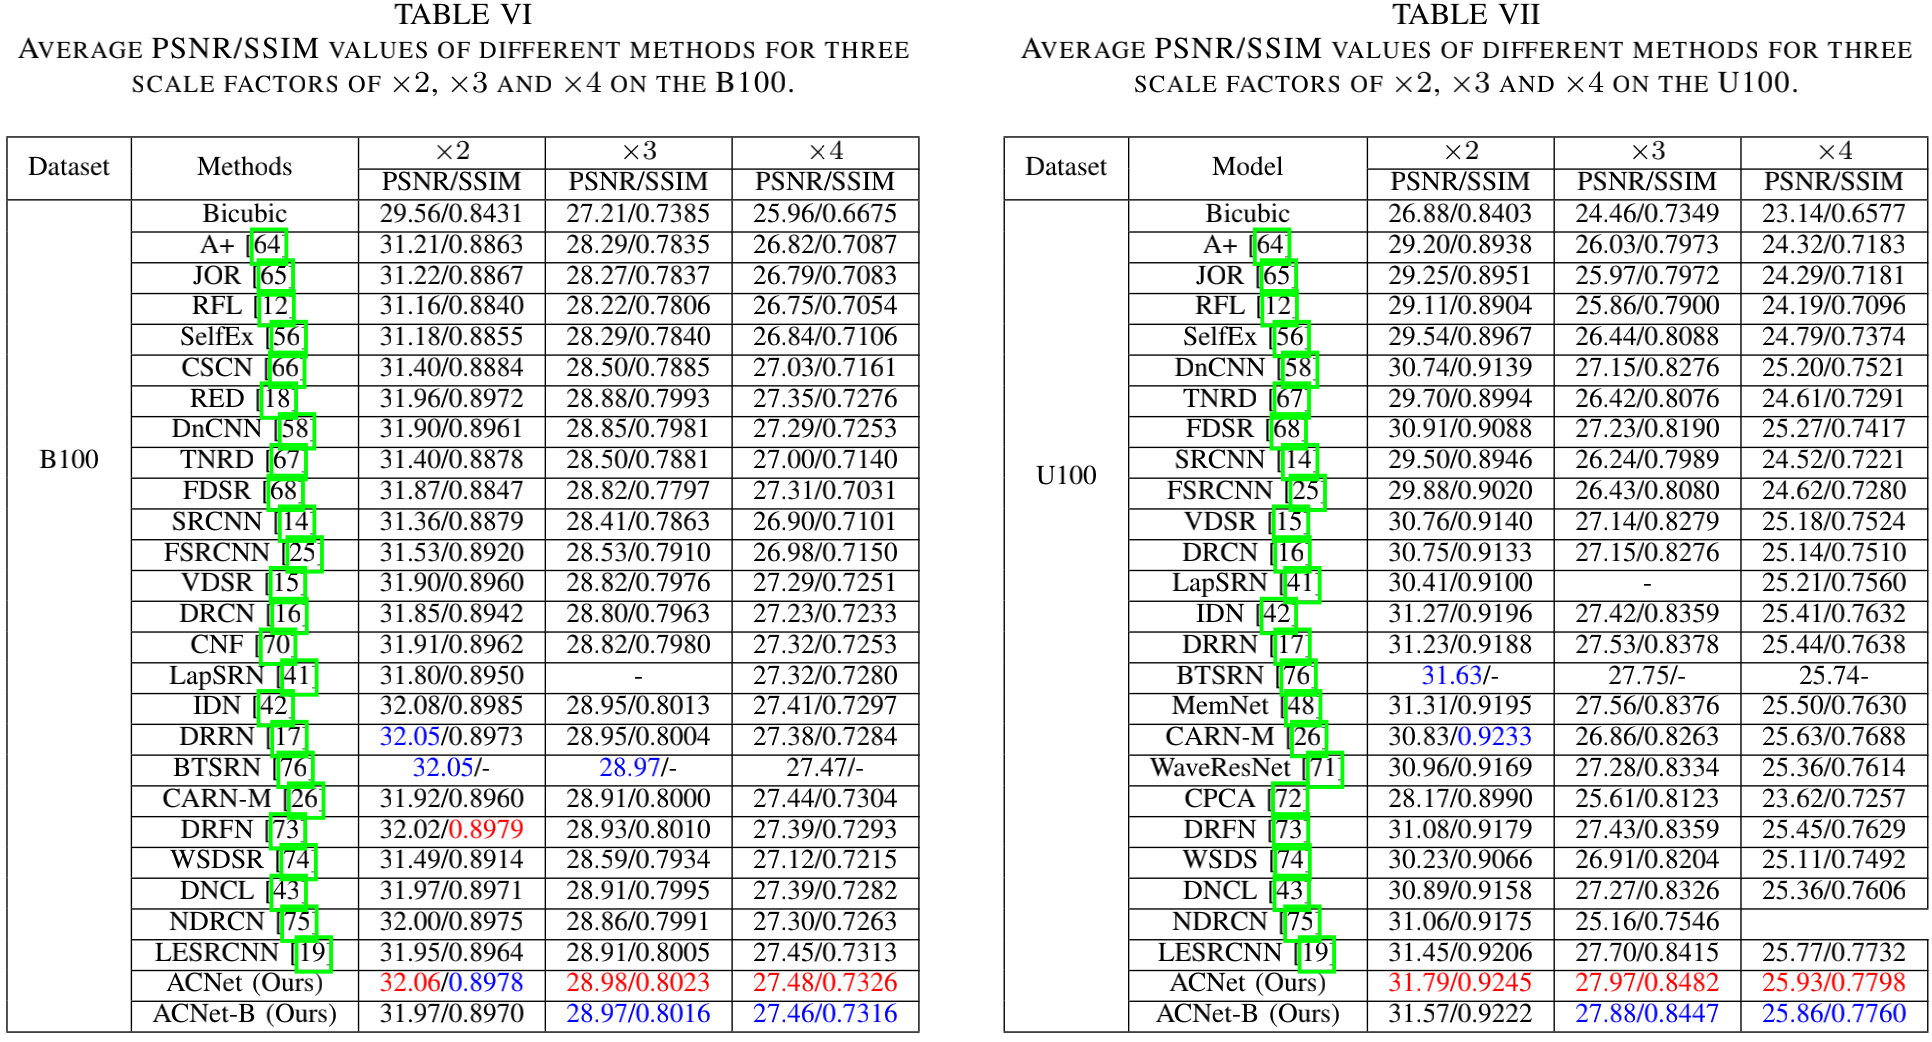 TABLE VI
AVERAGE PSNR/SSIM VALUES OF DIFFERENT METHODS FOR THREE
SCALE FACTORS OF ×2, ×3 AND ×4 ON THE B100.
Dataset Methods ×2 ×3 ×4
PSNR/SSIM PSNR/SSIM PSNR/SSIM
B100
Bicubic 29.56/0.8431 27.21/0.7385 25.96/0.6675
A+ [64] 31.21/0.8863 28.29/0.7835 26.82/0.7087
JOR [65] 31.22/0.8867 28.27/0.7837 26.79/0.7083
RFL [12] 31.16/0.8840 28.22/0.7806 26.75/0.7054
SelfEx [56] 31.18/0.8855 28.29/0.7840 26.84/0.7106
CSCN [66] 31.40/0.8884 28.50/0.7885 27.03/0.7161
RED [18] 31.96/0.8972 28.88/0.7993 27.35/0.7276
DnCNN [58] 31.90/0.8961 28.85/0.7981 27.29/0.7253
TNRD [67] 31.40/0.8878 28.50/0.7881 27.00/0.7140
FDSR [68] 31.87/0.8847 28.82/0.7797 27.31/0.7031
SRCNN [14] 31.36/0.8879 28.41/0.7863 26.90/0.7101
FSRCNN [25] 31.53/0.8920 28.53/0.7910 26.98/0.7150
VDSR [15] 31.90/0.8960 28.82/0.7976 27.29/0.7251
DRCN [16] 31.85/0.8942 28.80/0.7963 27.23/0.7233
CNF [70] 31.91/0.8962 28.82/0.7980 27.32/0.7253
LapSRN [41] 31.80/0.8950 - 27.32/0.7280
IDN [42] 32.08/0.8985 28.95/0.8013 27.41/0.7297
DRRN [17] 32.05/0.8973 28.95/0.8004 27.38/0.7284
BTSRN [76] 32.05/- 28.97/- 27.47/-
CARN-M [26] 31.92/0.8960 28.91/0.8000 27.44/0.7304
DRFN [73] 32.02/0.8979 28.93/0.8010 27.39/0.7293
WSDSR [74] 31.49/0.8914 28.59/0.7934 27.12/0.7215
DNCL [43] 31.97/0.8971 28.91/0.7995 27.39/0.7282
NDRCN [75] 32.00/0.8975 28.86/0.7991 27.30/0.7263
LESRCNN [19] 31.95/0.8964 28.91/0.8005 27.45/0.7313
ACNet (Ours) 32.06/0.8978 28.98/0.8023 27.48/0.7326
ACNet-B (Ours) 31.97/0.8970 28.97/0.8016 27.46/0.7316
TABLE VII
AVERAGE PSNR/SSIM VALUES OF DIFFERENT METHODS FOR THREE
SCALE FACTORS OF ×2, ×3 AND ×4 ON THE U100.
Dataset Model ×2 ×3 ×4
PSNR/SSIM PSNR/SSIM PSNR/SSIM
U100
Bicubic 26.88/0.8403 24.46/0.7349 23.14/0.6577
A+ [64] 29.20/0.8938 26.03/0.7973 24.32/0.7183
JOR [65] 29.25/0.8951 25.97/0.7972 24.29/0.7181
RFL [12] 29.11/0.8904 25.86/0.7900 24.19/0.7096
SelfEx [56] 29.54/0.8967 26.44/0.8088 24.79/0.7374
DnCNN [58] 30.74/0.9139 27.15/0.8276 25.20/0.7521
TNRD [67] 29.70/0.8994 26.42/0.8076 24.61/0.7291
FDSR [68] 30.91/0.9088 27.23/0.8190 25.27/0.7417
SRCNN [14] 29.50/0.8946 26.24/0.7989 24.52/0.7221
FSRCNN [25] 29.88/0.9020 26.43/0.8080 24.62/0.7280
VDSR [15] 30.76/0.9140 27.14/0.8279 25.18/0.7524
DRCN [16] 30.75/0.9133 27.15/0.8276 25.14/0.7510
LapSRN [41] 30.41/0.9100 - 25.21/0.7560
IDN [42] 31.27/0.9196 27.42/0.8359 25.41/0.7632
DRRN [17] 31.23/0.9188 27.53/0.8378 25.44/0.7638
BTSRN [76] 31.63/- 27.75/- 25.74-
MemNet [48] 31.31/0.9195 27.56/0.8376 25.50/0.7630
CARN-M [26] 30.83/0.9233 26.86/0.8263 25.63/0.7688
WaveResNet [71] 30.96/0.9169 27.28/0.8334 25.36/0.7614
CPCA [72] 28.17/0.8990 25.61/0.8123 23.62/0.7257
DRFN [73] 31.08/0.9179 27.43/0.8359 25.45/0.7629
WSDS [74] 30.23/0.9066 26.91/0.8204 25.11/0.7492
DNCL [43] 30.89/0.9158 27.27/0.8326 25.36/0.7606
NDRCN [75] 31.06/0.9175 25.16/0.7546
LESRCNN [19] 31.45/0.9206 27.70/0.8415 25.77/0.7732
ACNet (Ours) 31.79/0.9245 27.97/0.8482 25.93/0.7798
ACNet-B (Ours) 31.57/0.9222 27.88/0.8447 25.86/0.7760